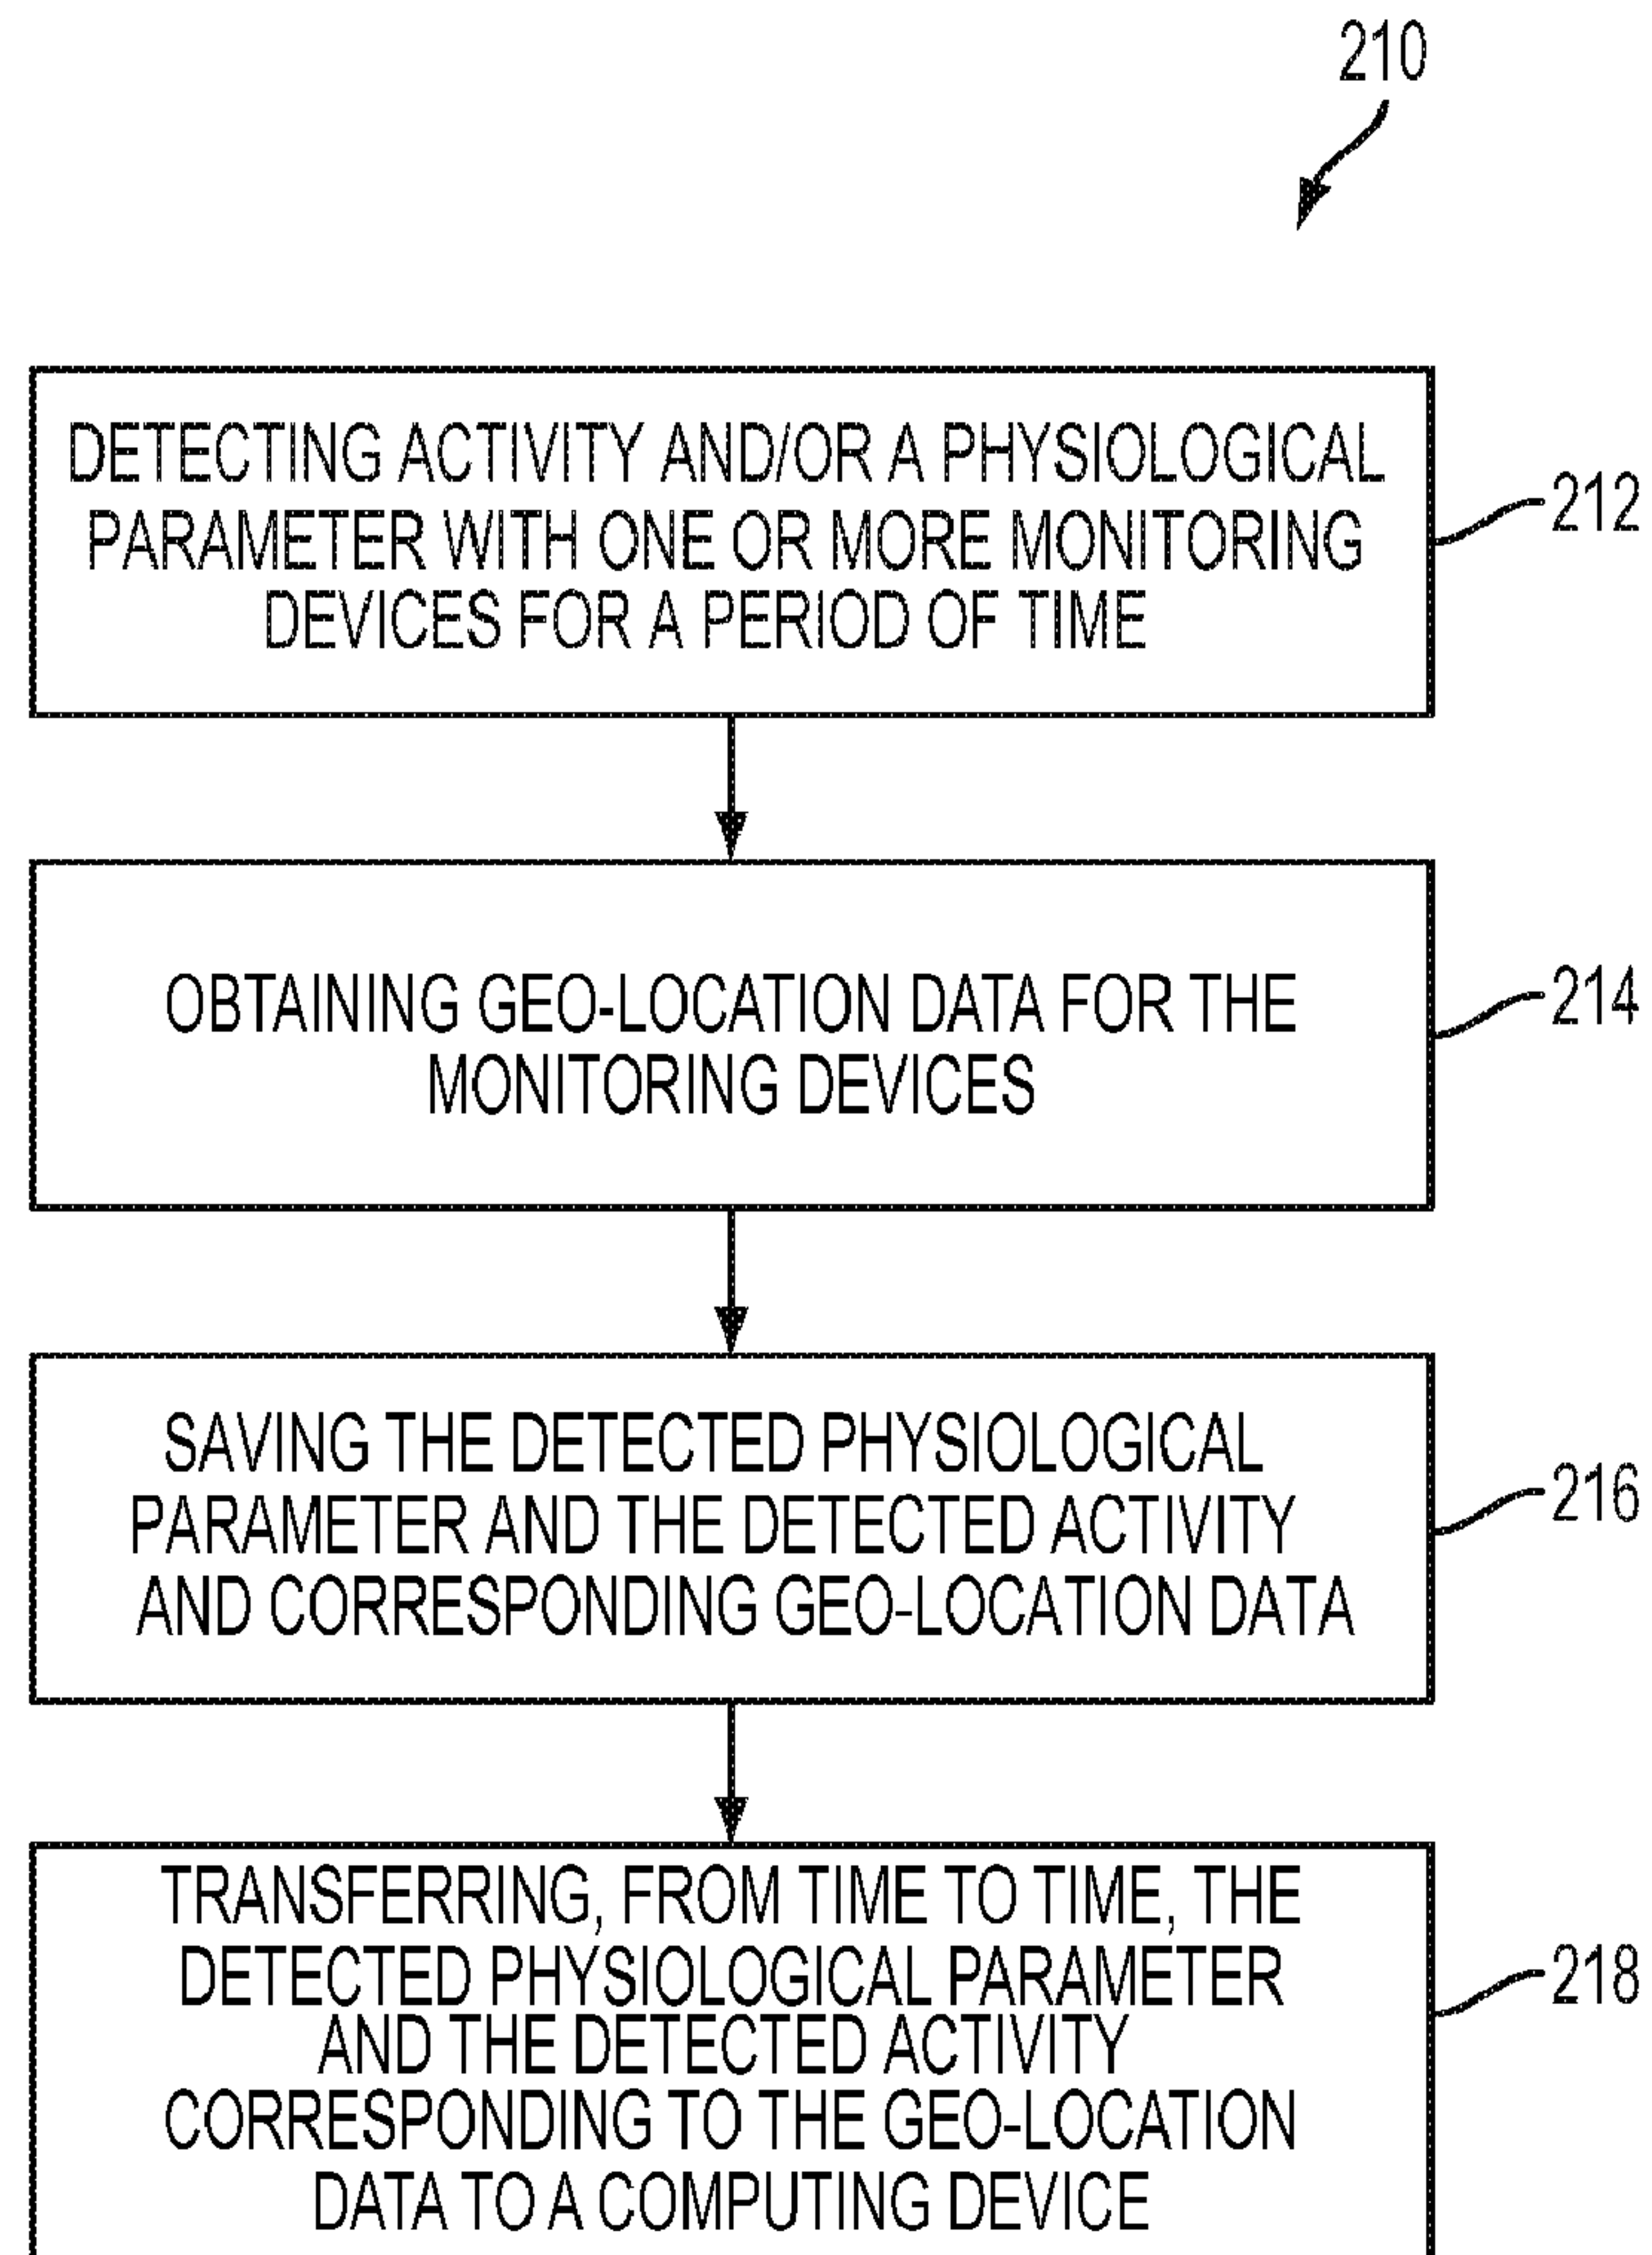 210
DETECTING ACTIVITY AND/OR A PHYSIOLOGICAL
PARAMETER WITH ONE OR MORE MONITORING
DEVICES FOR A PERIOD OF TIME
212
OBTAINING GEO-LOCATION DATA FOR THE
MONITORING DEVICES
214
SAVING THE DETECTED PHYSIOLOGICAL
PARAMETER AND THE DETECTED ACTIVITY
AND CORRESPONDING GEO-LOCATION DATA
216
TRANSFERRING, FROM TIME TO TIME, THE
DETECTED PHYSIOLOGICAL PARAMETER
AND THE DETECTED ACTIVITY
CORRESPONDING TO THE GEO-LOCATION
DATA TO A COMPUTING DEVICE
218